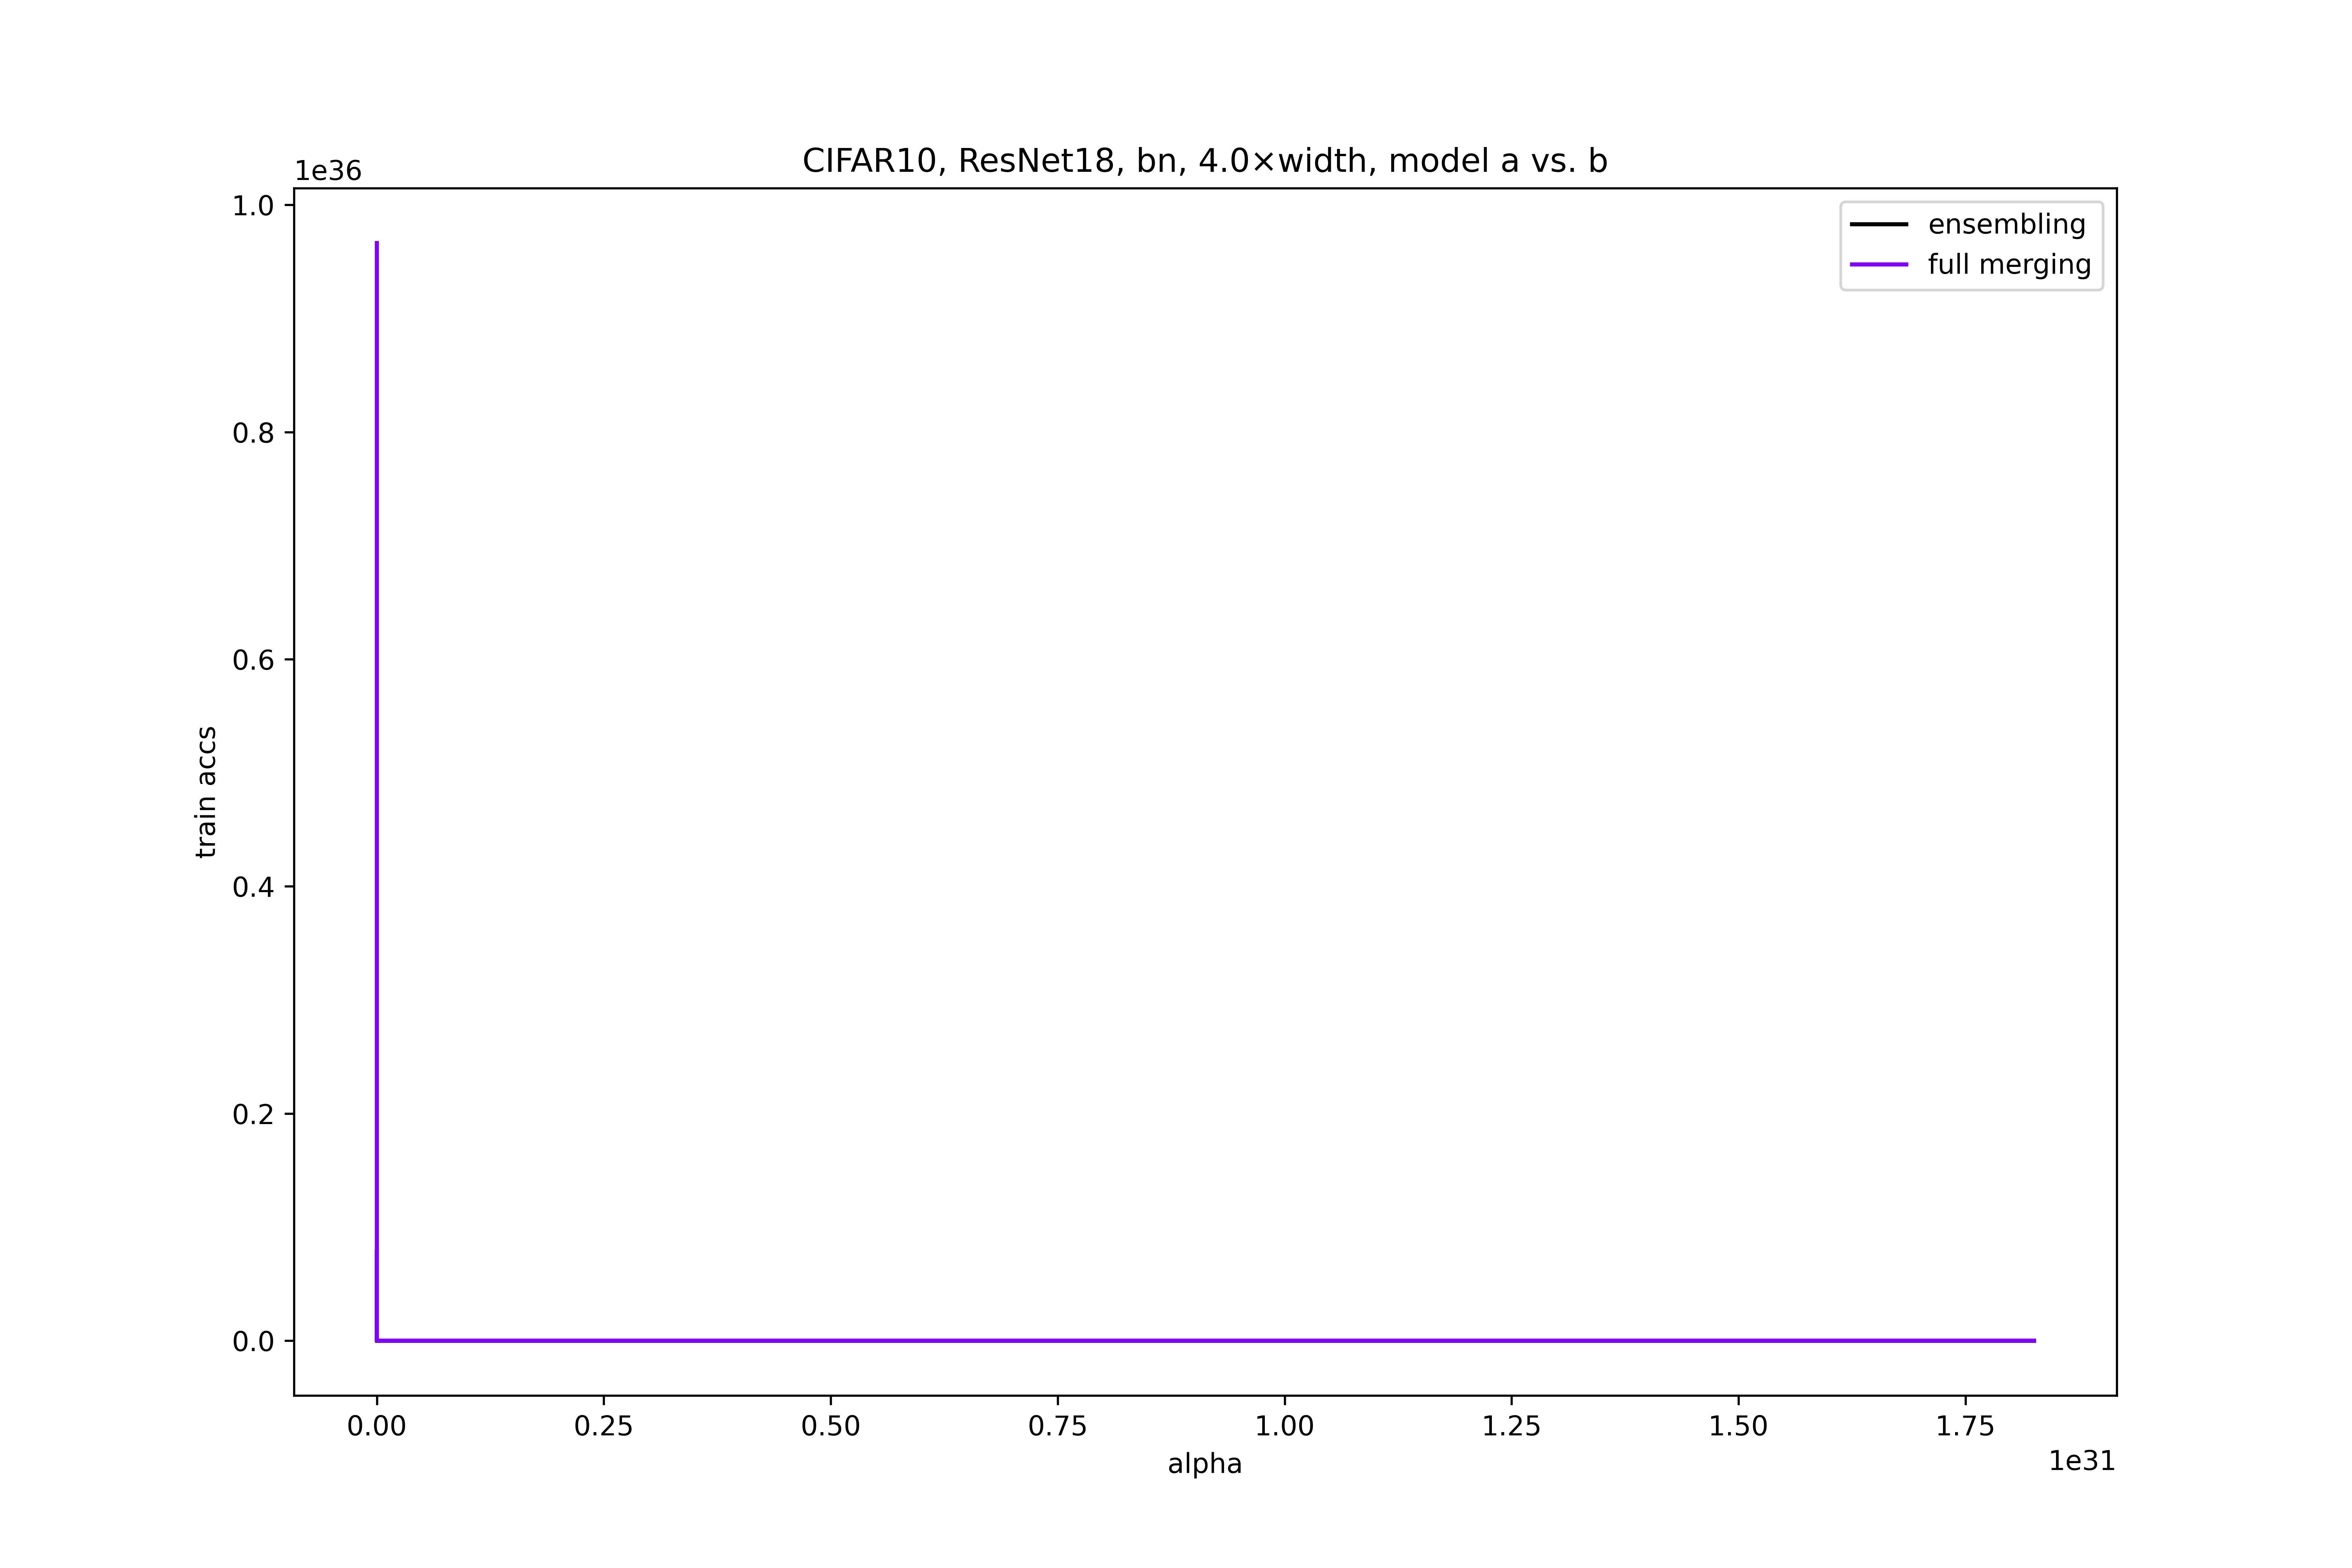 CIFAR10, ResNet18, bn, 4.0×width, model a vs. b
1e36
1.0
0.8
0.6
0.4
0.2
0.0
train accs
ensembling
full merging
0.00 0.25 0.50 0.75 1.00 1.25 1.50 1.75
1e31
alpha